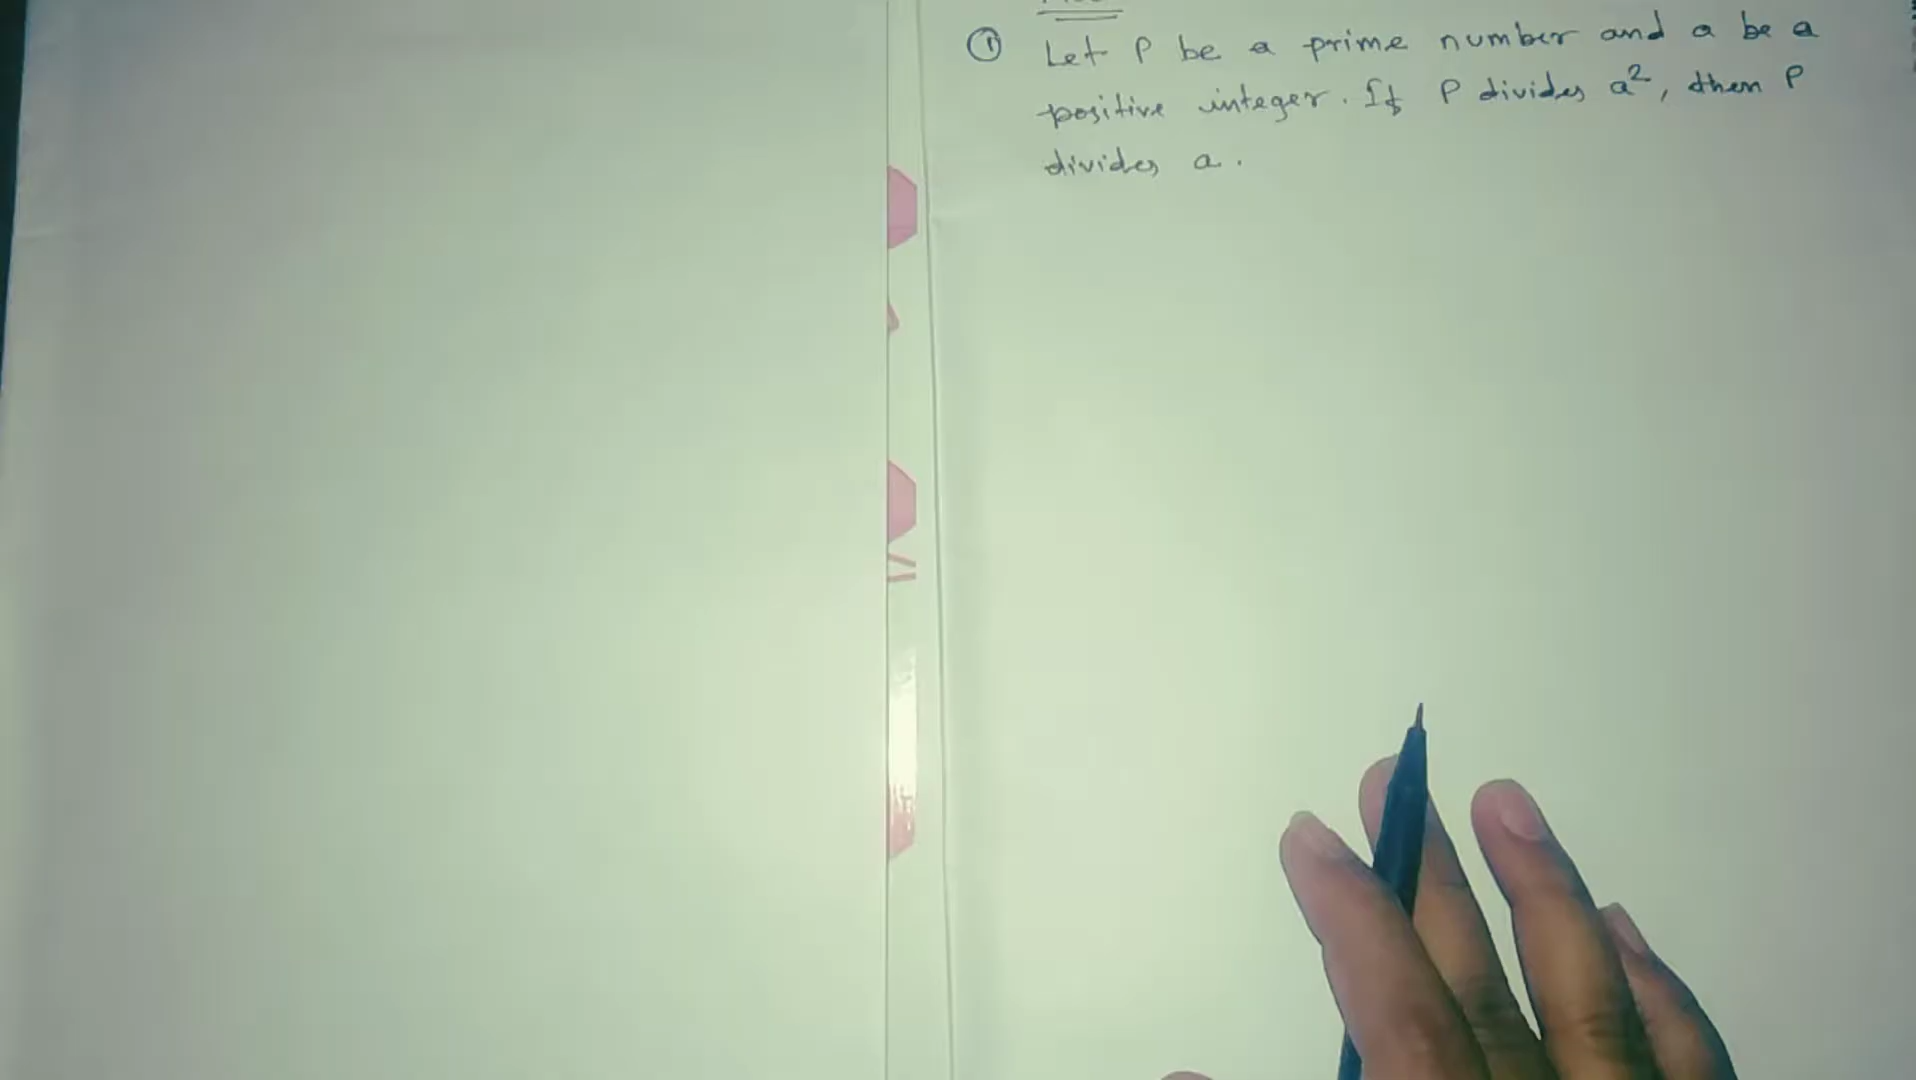 ① Let P be a prime number and a be a
positive integer. If P divides a², then P
divides a.